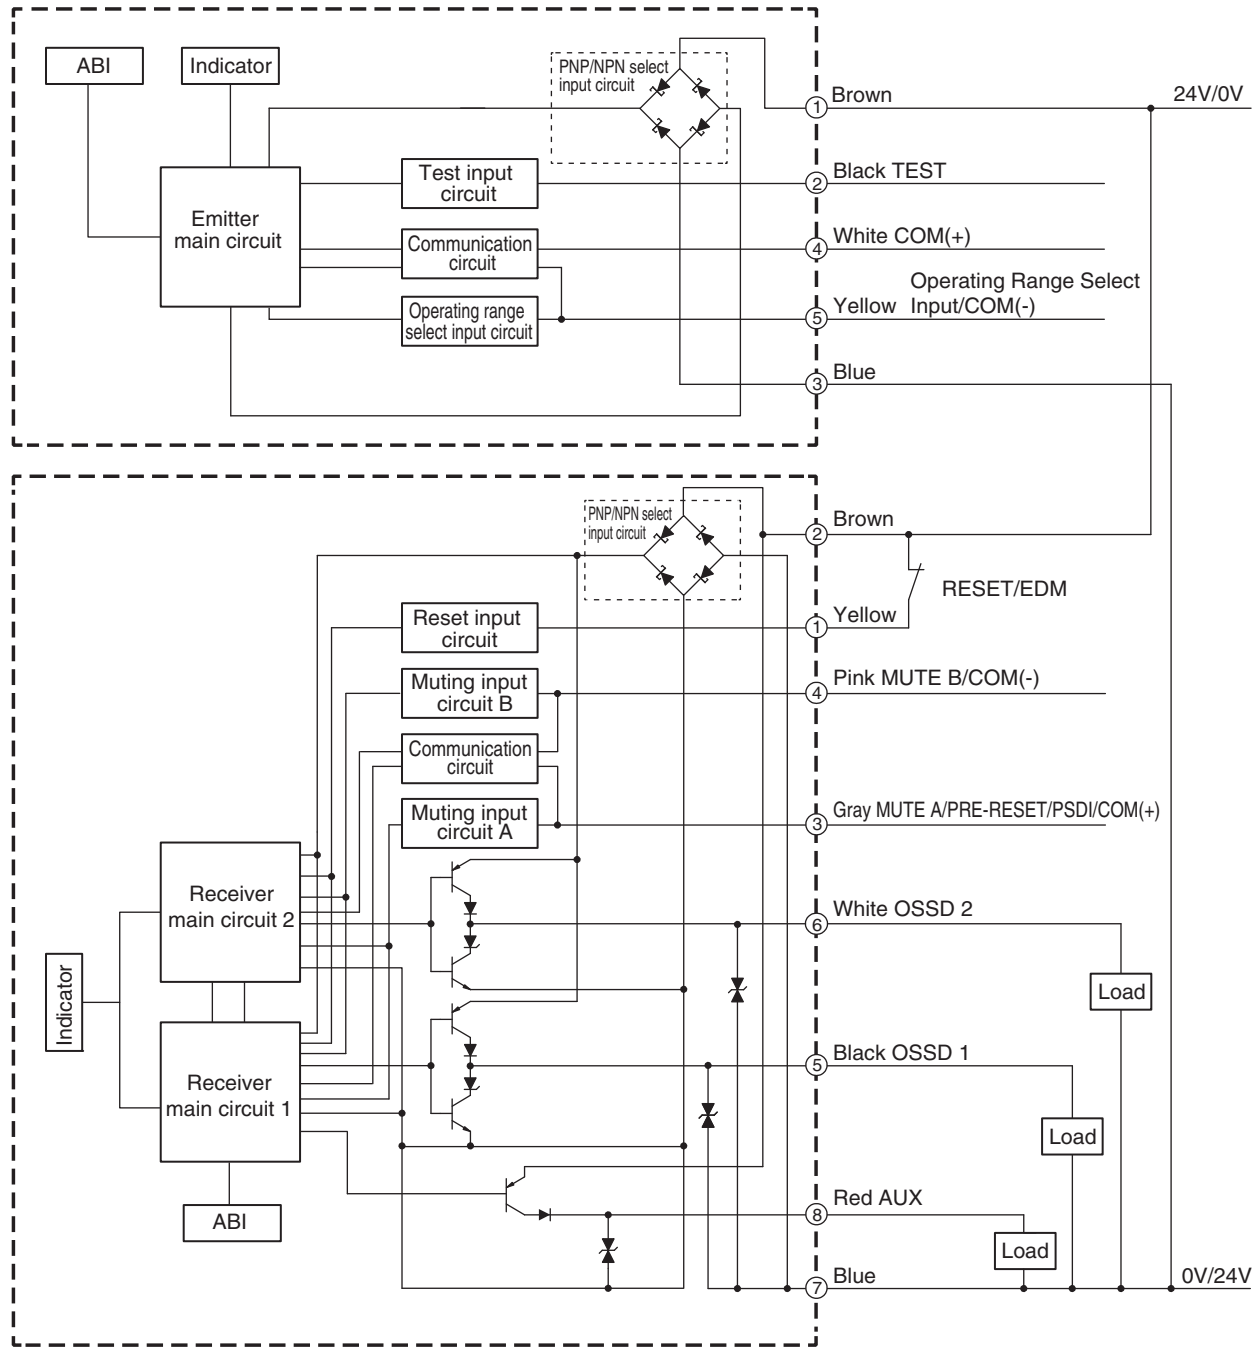 ABI
Indicator
PNP/NPN select
input circuit
1 Brown
24V/0V
Test input
circuit
2 Black TEST
Emitter
main circuit
Communication
circuit
4 White COM(+)
Operating range
select input circuit
Operating Range Select
5 Yellow Input/COM(-)
3 Blue
PNP/NPN select
input circuit
2 Brown
RESET/EDM
Reset input
circuit
1 Yellow
Muting input
circuit B
4 Pink MUTE B/COM(-)
Communication
circuit
Muting input
circuit A
3 Gray MUTE A/PRE-RESET/PSDI/COM(+)
Receiver
main circuit 2
6 White OSSD 2
Load
Indicator
Receiver
main circuit 1
5 Black OSSD 1
Load
ABI
8 Red AUX
Load
7 Blue
0V/24V